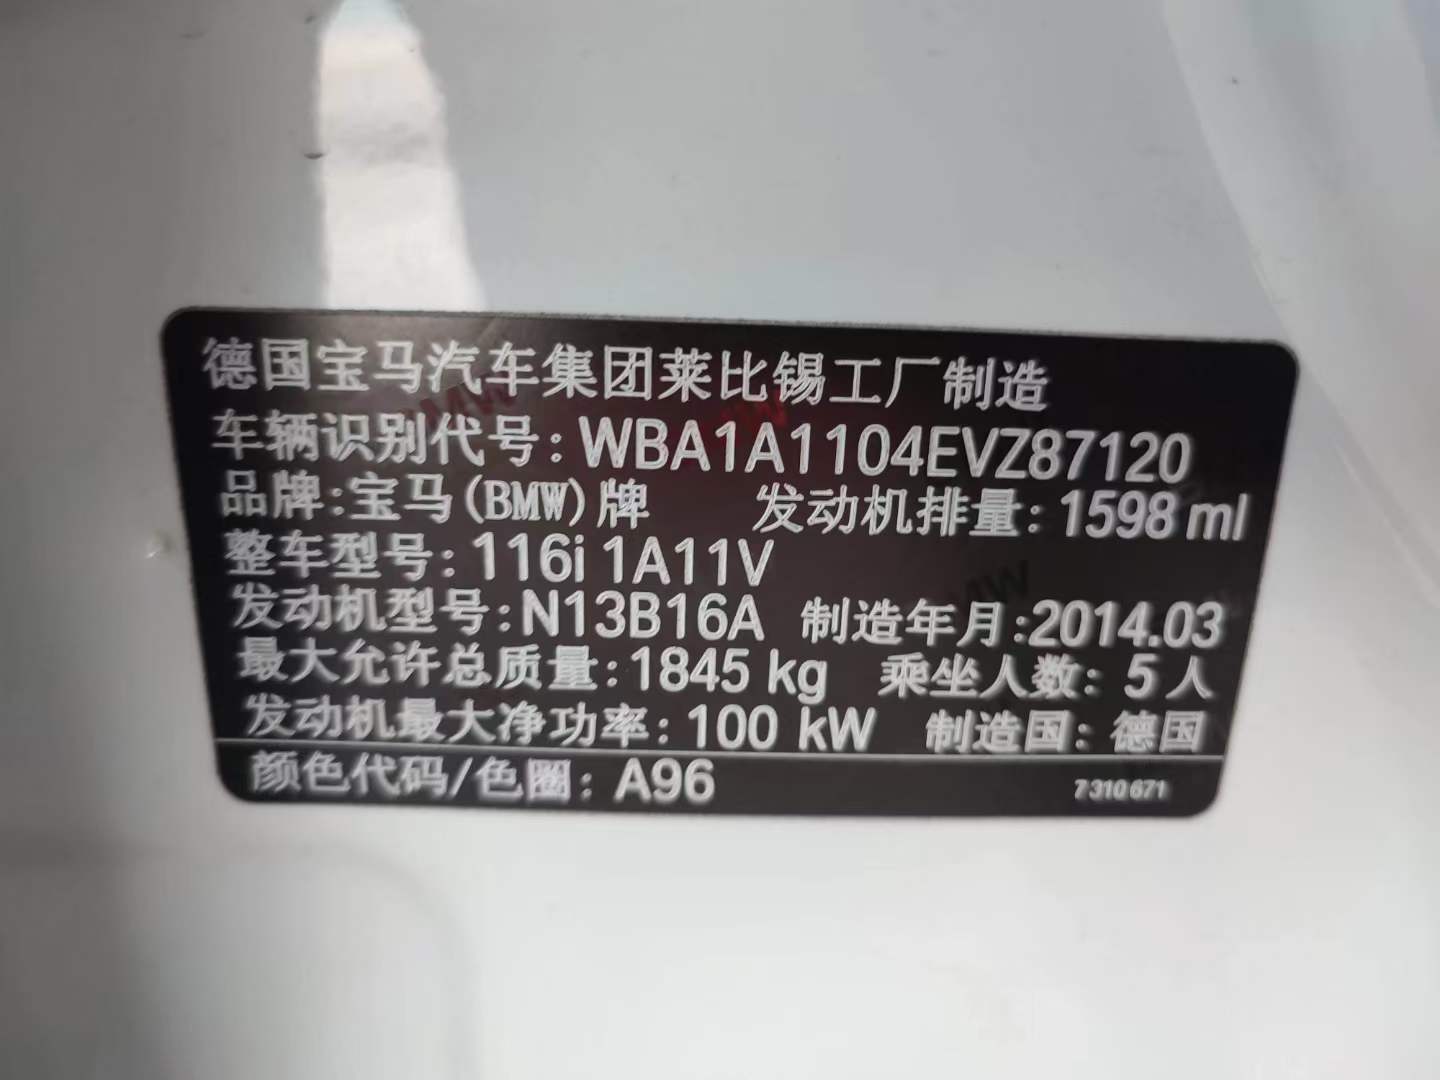 德国宝马汽车集团莱比锡工厂制造
车辆识别代号:WBA1A1104EVZ87120
品牌:宝马(BMW)牌 发动机排量:1598 ml
整车型号:116i 1A11V
发动机型号:N13B16A 制造年月:2014.03
最大允许总质量:1845 kg 乘坐人数:5人
发动机最大净功率:100 kW 制造国:德国
颜色代码/色圈:A96 7310671